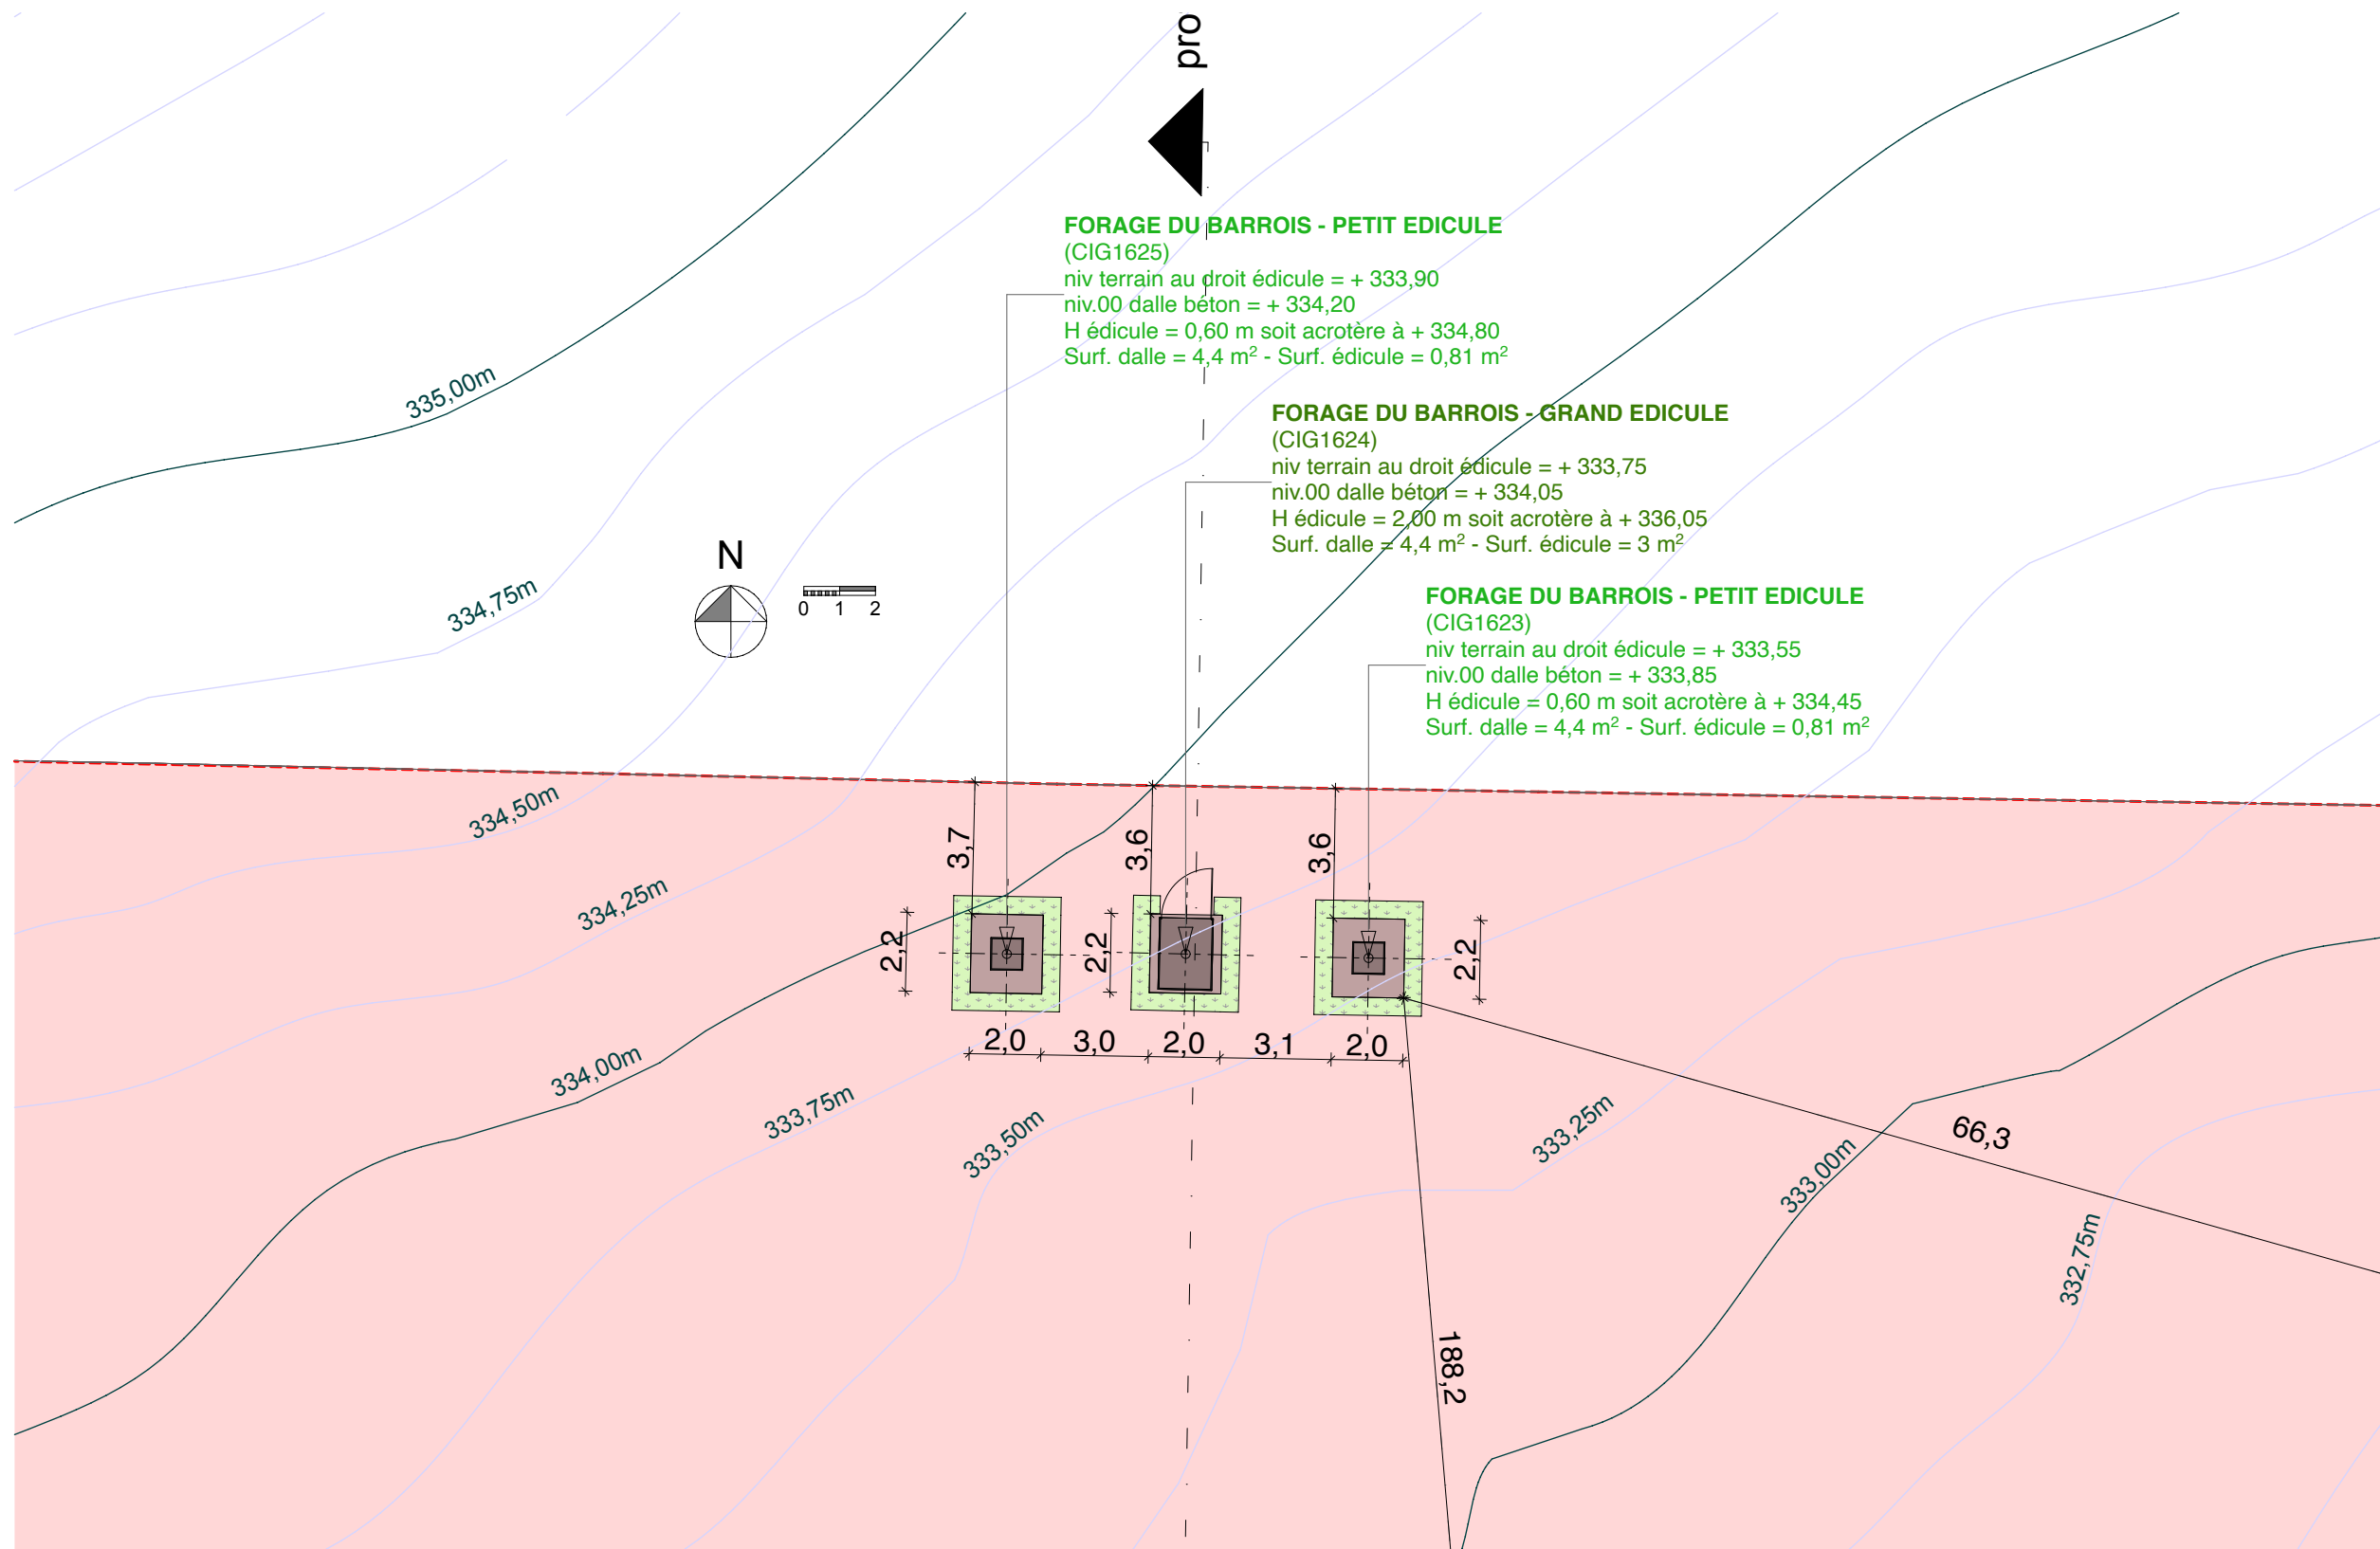 pro
FORAGE DU BARROIS - PETIT EDICULE
(CIG1625)
niv terrain au droit édicule = + 333,90
niv.00 dalle béton = + 334,20
H édicule = 0,60 m soit acrotère à + 334,80
Surf. dalle = 4,4 m² - Surf. édicule = 0,81 m²
335,00m
FORAGE DU BARROIS - GRAND EDICULE
(CIG1624)
niv terrain au droit édicule = + 333,75
niv.00 dalle béton = + 334,05
H édicule = 2,00 m soit acrotère à + 336,05
Surf. dalle = 4,4 m² - Surf. édicule = 3 m²
N
0 1 2
334,75m
FORAGE DU BARROIS - PETIT EDICULE
(CIG1623)
niv terrain au droit édicule = + 333,55
niv.00 dalle béton = + 333,85
H édicule = 0,60 m soit acrotère à + 334,45
Surf. dalle = 4,4 m² - Surf. édicule = 0,81 m²
334,50m
3,7
3,6
3,6
334,25m
2,2
2,2
2,2
2,0
3,0
2,0
3,1
2,0
334,00m
333,75m
333,50m
333,25m
333,00m
66,3
332,75m
188,2